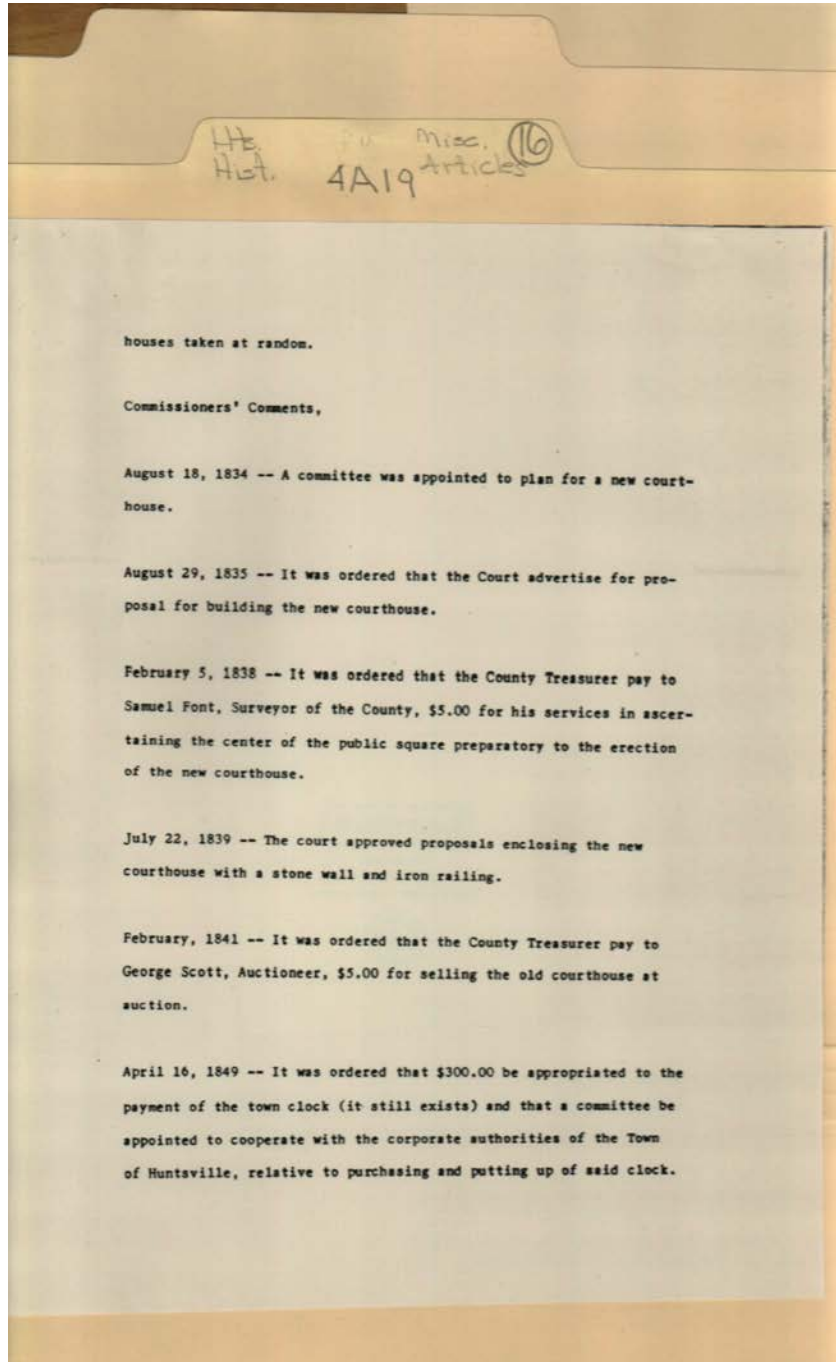 Hts. Misc. 16
Hist. 4A19 Articles
houses taken at random.
Commissioners' Comments,
August 18, 1834 -- A committee was appointed to plan for a new court-
house.
August 29, 1835 -- It was ordered that the Court advertise for pro-
posal for building the new courthouse.
February 5, 1838 -- It was ordered that the County Treasurer pay to
Samuel Font, Surveyor of the County, $5.00 for his services in ascer-
taining the center of the public square preparatory to the erection
of the new courthouse.
July 22, 1839 -- The court approved proposals enclosing the new
courthouse with a stone wall and iron railing.
February, 1841 -- It was ordered that the County Treasurer pay to
George Scott, Auctioneer, $5.00 for selling the old courthouse at
auction.
April 16, 1849 -- It was ordered that $300.00 be appropriated to the
payment of the town clock (it still exists) and that a committee be
appointed to cooperate with the corporate authorities of the Town
of Huntsville, relative to purchasing and putting up of said clock.